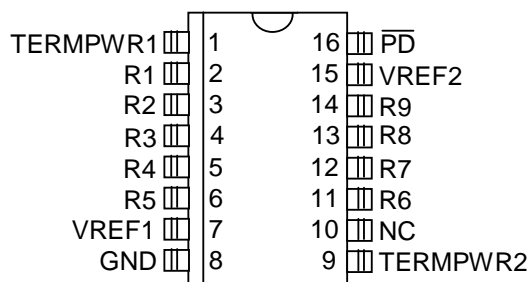 TERMPWR1 1 16 P̅D̅
R1 2 15 VREF2
R2 3 14 R9
R3 4 13 R8
R4 5 12 R7
R5 6 11 R6
VREF1 7 10 NC
GND 8 9 TERMPWR2